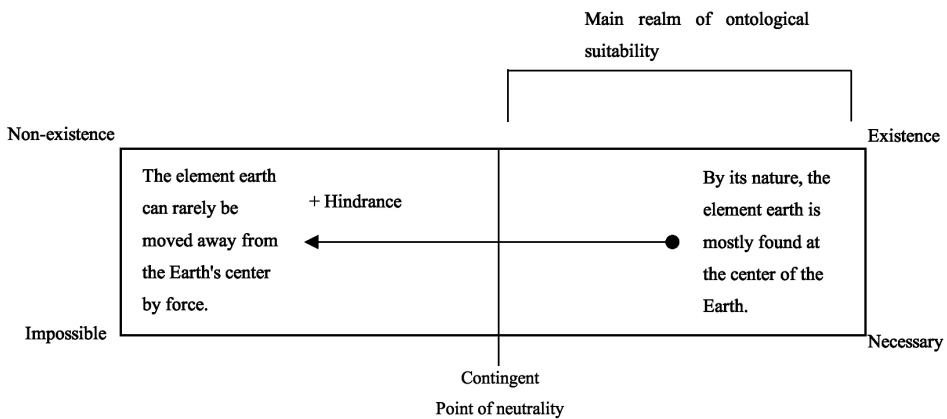 Main realm of ontological
suitability
Non-existence
Existence
The element earth
can rarely be
moved away from
the Earth's center
by force.
+ Hindrance
By its nature, the
element earth is
mostly found at
the center of the
Earth.
Impossible
Necessary
Contingent
Point of neutrality